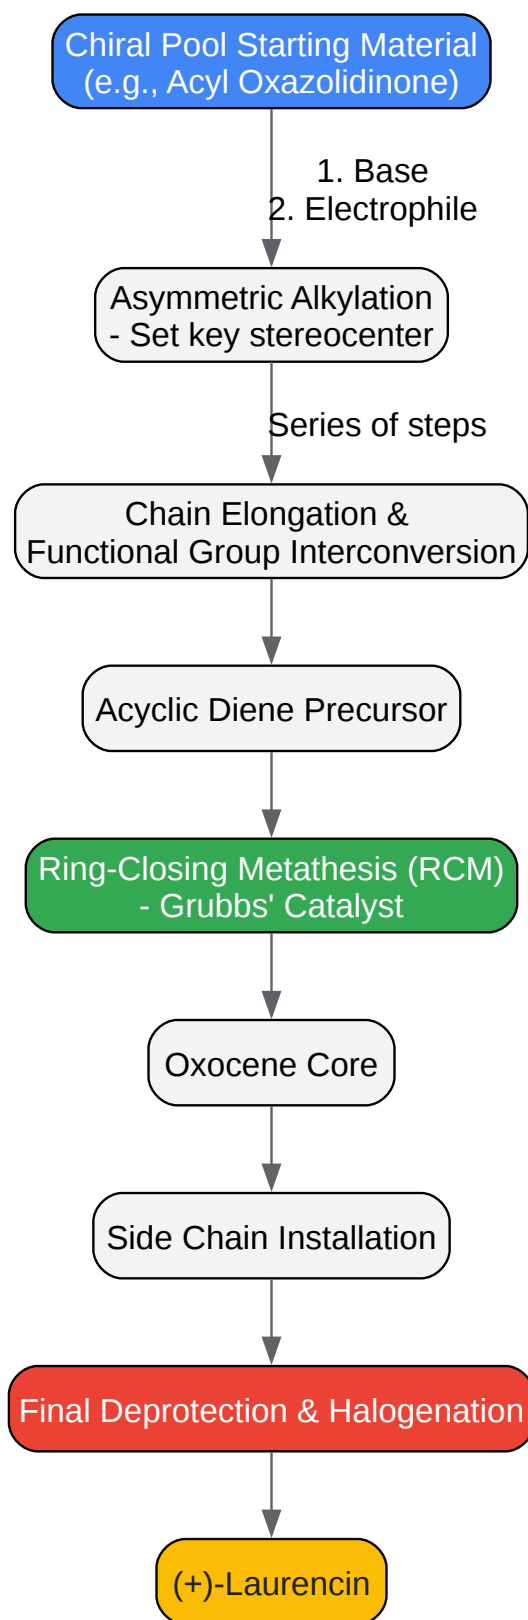 Chiral Pool Starting Material
(e.g., Acyl Oxazolidinone)
1. Base
2. Electrophile
Asymmetric Alkylation
- Set key stereocenter
Series of steps
Chain Elongation &
Functional Group Interconversion
Acyclic Diene Precursor
Ring-Closing Metathesis (RCM)
- Grubbs' Catalyst
Oxocene Core
Side Chain Installation
Final Deprotection & Halogenation
(+)-Laurencin